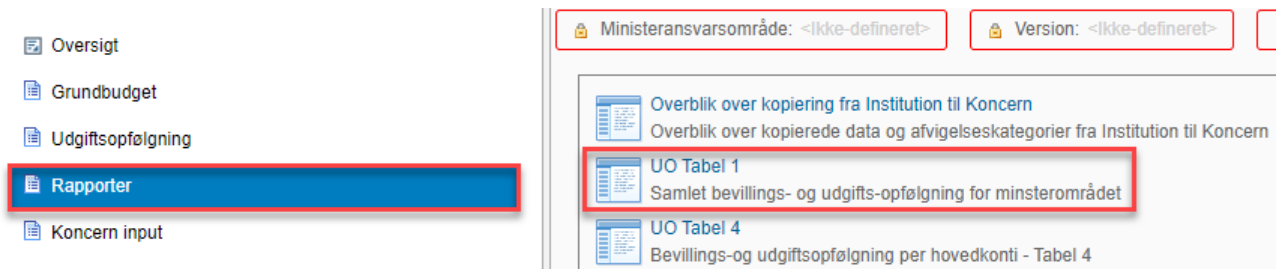 Oversigt
Grundbudget
Udgiftsopfølgning
Rapporter
Koncern input
Ministeransvarsområde: <Ikke-defineret>
Version: <Ikke-defineret>
Overblik over kopiering fra Institution til Koncern
Overblik over kopierede data og afvigelseskategorier fra Institution til Koncern
UO Tabel 1
Samlet bevillings- og udgifts-opfølgning for minsterområdet
UO Tabel 4
Bevillings-og udgiftsopfølgning per hovedkonti - Tabel 4